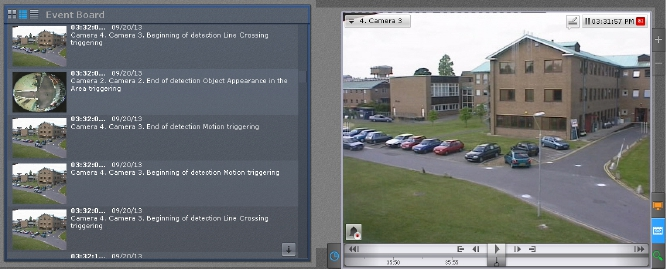 Event Board
03:32:0... 09/20/13
Camera 4. Camera 3. Beginning of detection Line Crossing
triggering
03:32:0... 09/20/13
Camera 2. Camera 2. End of detection Object Appearance in the
Area triggering
03:32:0... 09/20/13
Camera 4. Camera 3. End of detection Motion triggering
03:32:0... 09/20/13
Camera 4. Camera 3. Beginning of detection Motion triggering
03:32:0... 09/20/13
Camera 4. Camera 3. Beginning of detection Line Crossing
triggering
03:32:1... 09/20/13
4. Camera 3
03:31:57 PM
15:50 15:55